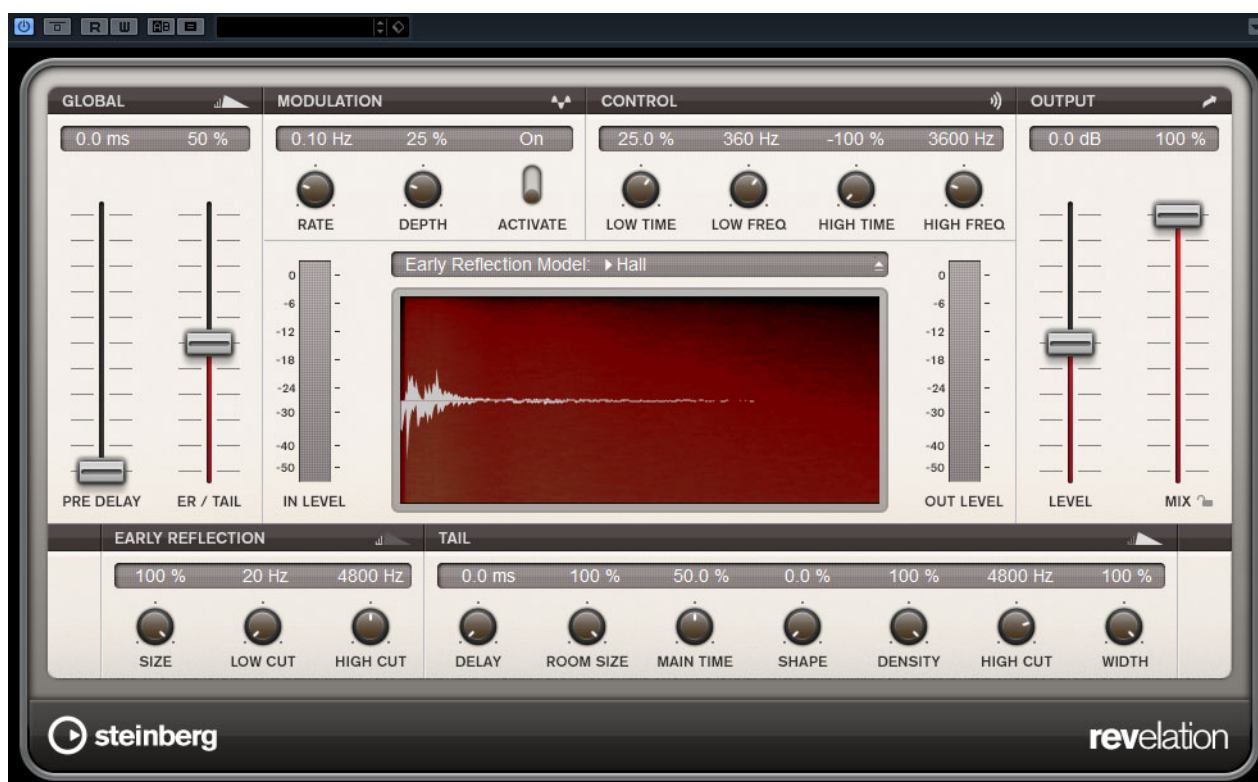 R W A B
GLOBAL MODULATION CONTROL OUTPUT
0.0 ms 50 % 0.10 Hz 25 % On 25.0 % 360 Hz -100 % 3600 Hz 0.0 dB 100 %
RATE DEPTH ACTIVATE LOW TIME LOW FREQ HIGH TIME HIGH FREQ
Early Reflection Model: Hall
0 0
-6 -6
-12 -12
-18 -18
-24 -24
-30 -30
-40 -40
-50 -50
PRE DELAY ER / TAIL IN LEVEL OUT LEVEL LEVEL MIX
EARLY REFLECTION TAIL
100 % 20 Hz 4800 Hz 0.0 ms 100 % 50.0 % 0.0 % 100 % 4800 Hz 100 %
SIZE LOW CUT HIGH CUT DELAY ROOM SIZE MAIN TIME SHAPE DENSITY HIGH CUT WIDTH
steinberg revelation